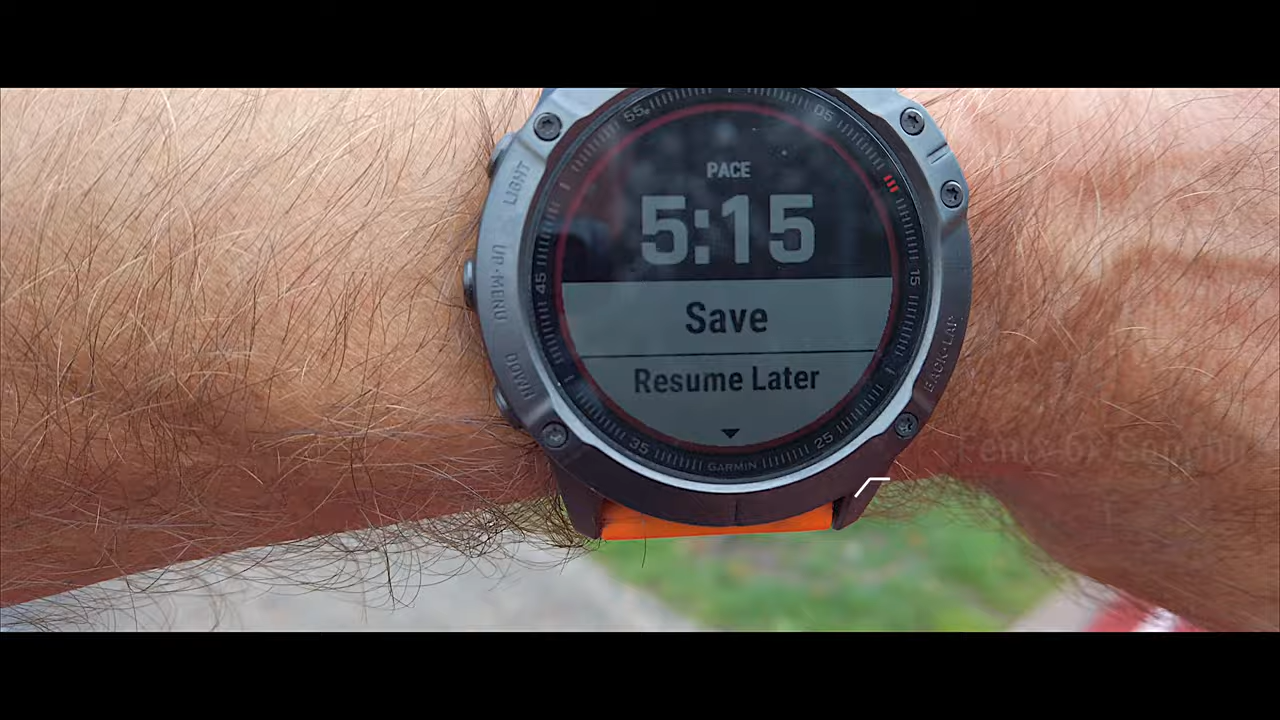 55
05
PACE
5:15
Save
Resume Later
LIGHT
UP·MENU
DOWN
45
15
BACK·LAP
35
GARMIN
25